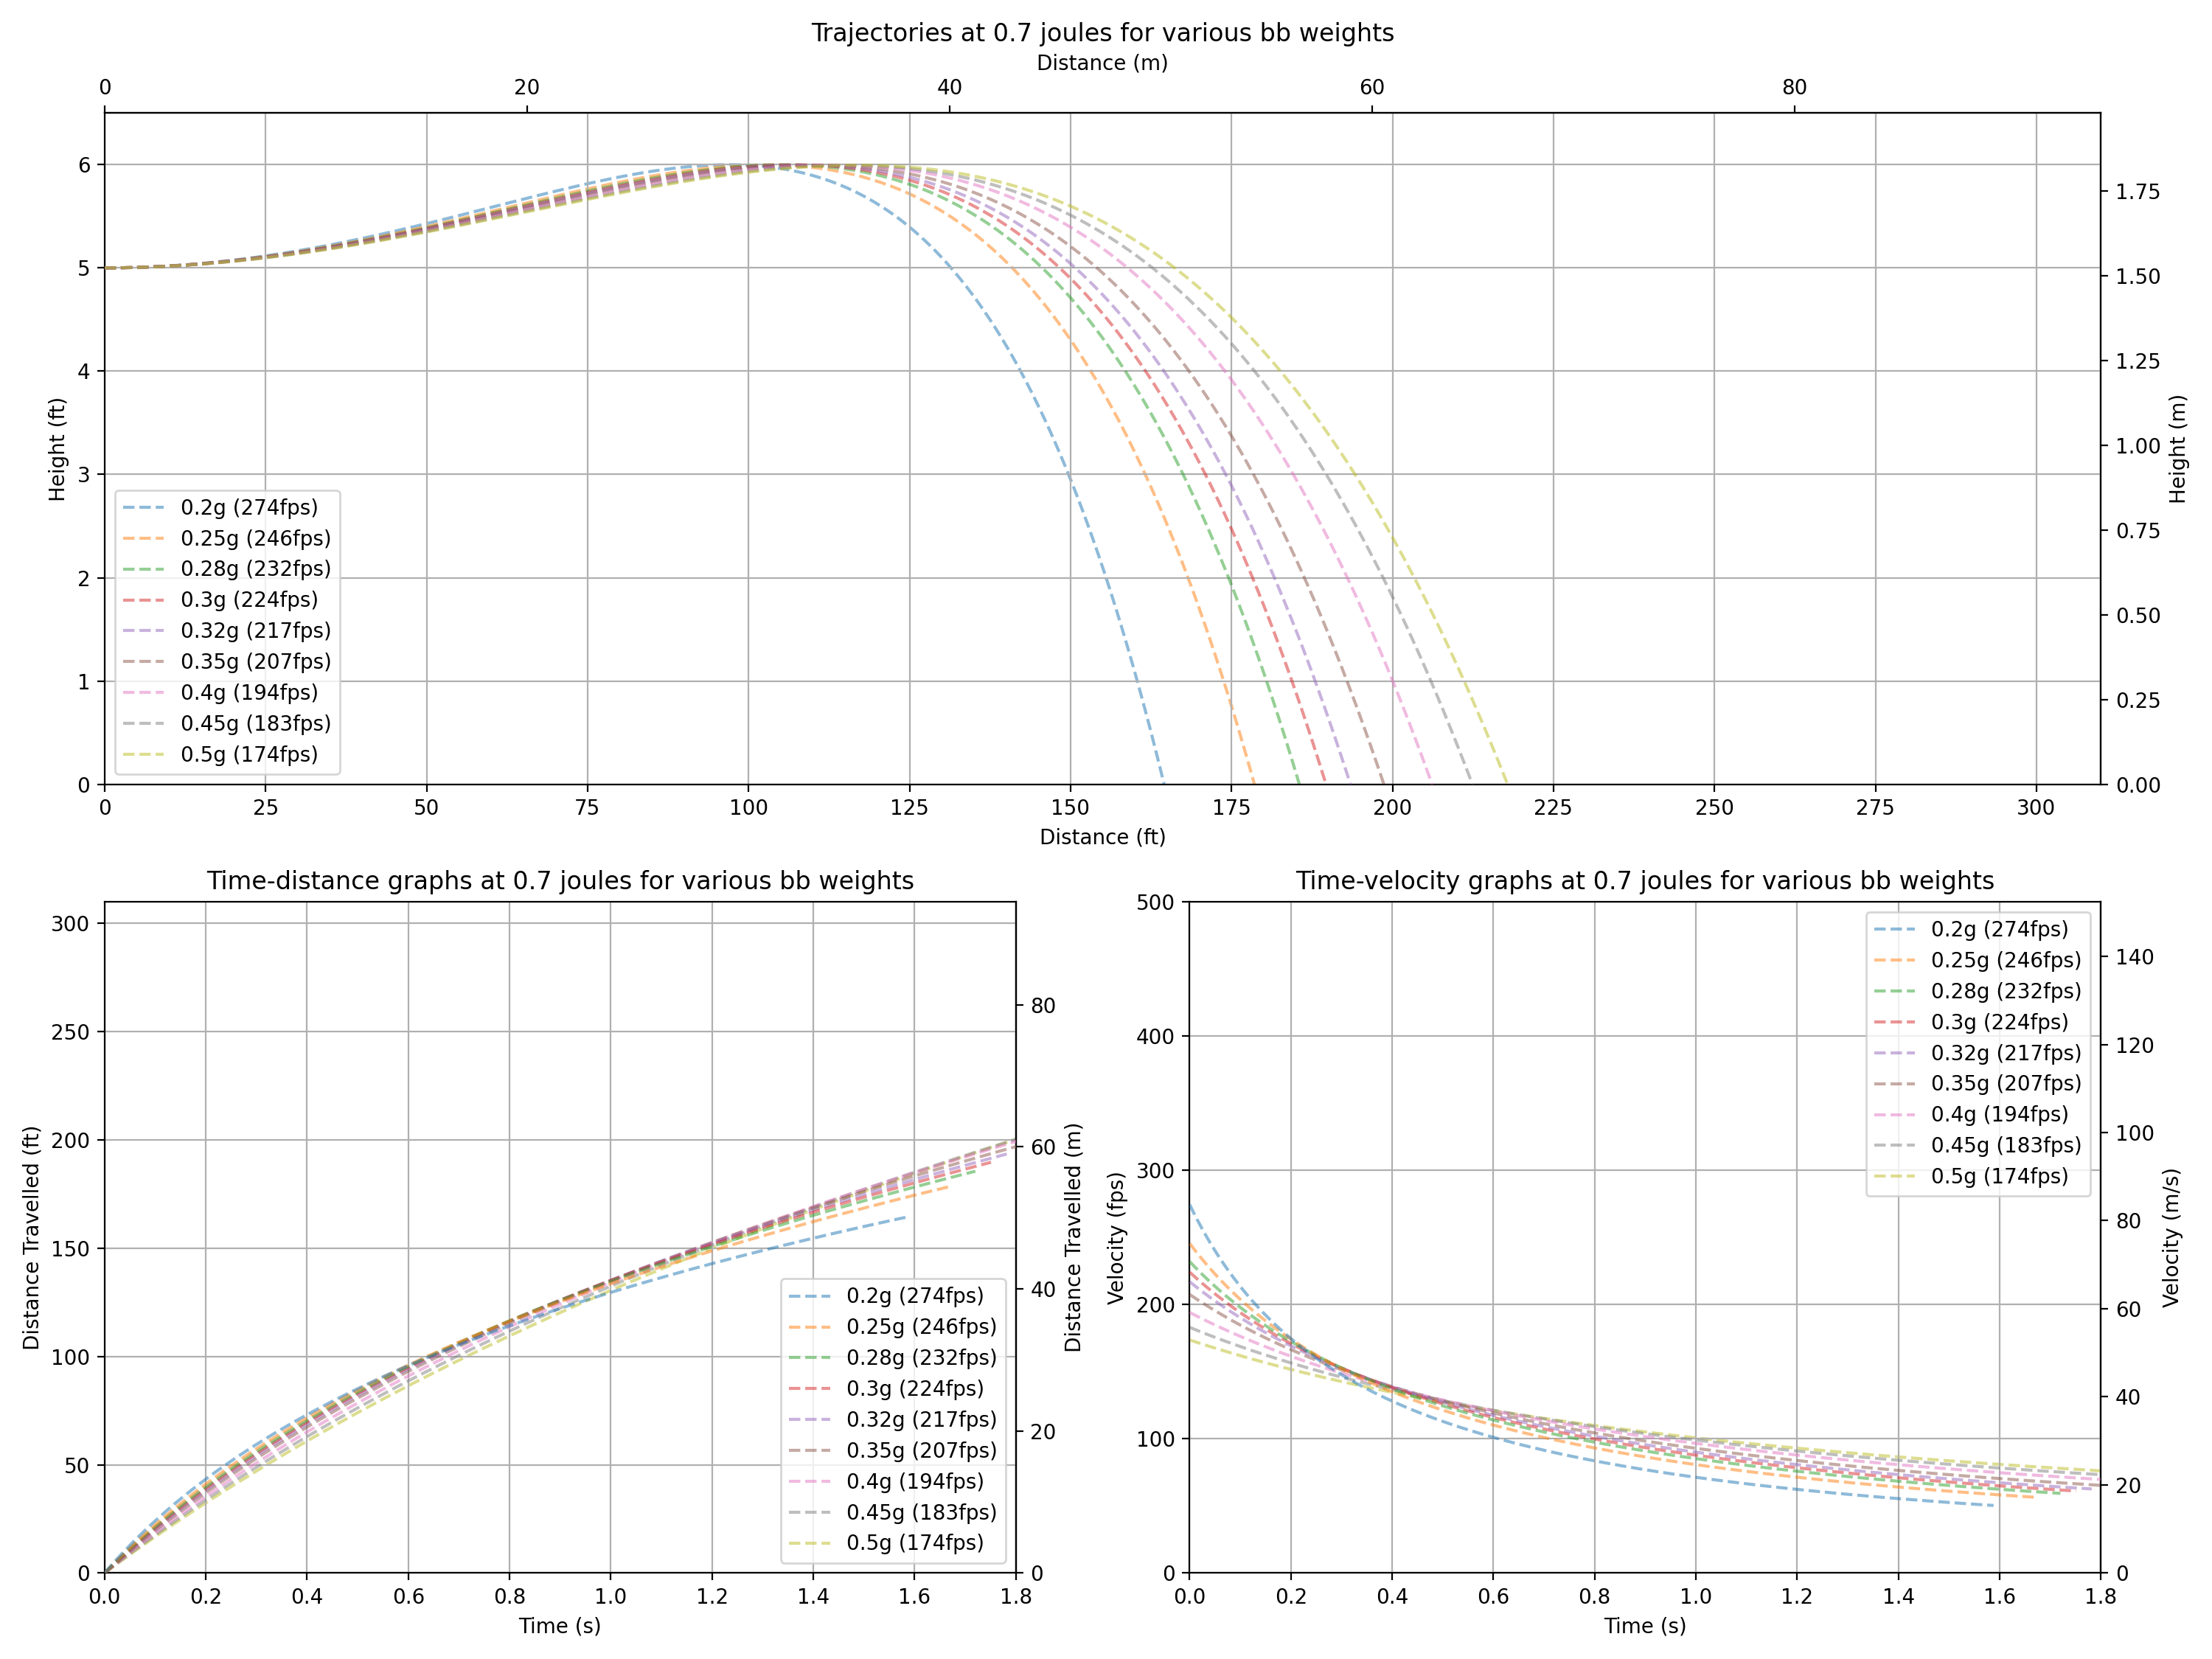 Trajectories at 0.7 joules for various bb weights
Distance (m)
0 20 40 60 80
6
5
4
3
2
1
0
Height (ft)
1.75
1.50
1.25
1.00
0.75
0.50
0.25
0.00
Height (m)
0.2g (274fps)
0.25g (246fps)
0.28g (232fps)
0.3g (224fps)
0.32g (217fps)
0.35g (207fps)
0.4g (194fps)
0.45g (183fps)
0.5g (174fps)
0 25 50 75 100 125 150 175 200 225 250 275 300
Distance (ft)
Time-distance graphs at 0.7 joules for various bb weights
300
250
200
150
100
50
0
Distance Travelled (ft)
80
60
40
20
0
Distance Travelled (m)
0.2g (274fps)
0.25g (246fps)
0.28g (232fps)
0.3g (224fps)
0.32g (217fps)
0.35g (207fps)
0.4g (194fps)
0.45g (183fps)
0.5g (174fps)
0.0 0.2 0.4 0.6 0.8 1.0 1.2 1.4 1.6 1.8
Time (s)
Time-velocity graphs at 0.7 joules for various bb weights
500
400
300
200
100
0
Velocity (fps)
140
120
100
80
60
40
20
0
Velocity (m/s)
0.2g (274fps)
0.25g (246fps)
0.28g (232fps)
0.3g (224fps)
0.32g (217fps)
0.35g (207fps)
0.4g (194fps)
0.45g (183fps)
0.5g (174fps)
0.0 0.2 0.4 0.6 0.8 1.0 1.2 1.4 1.6 1.8
Time (s)